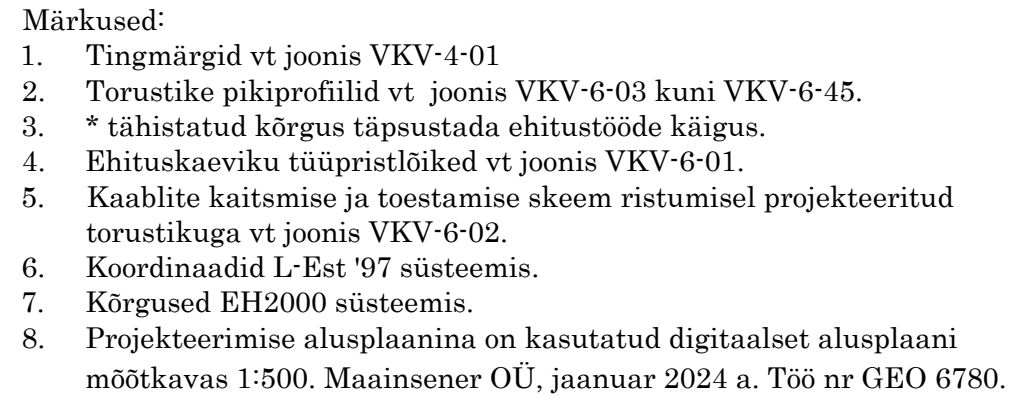 Märkused:
1. Tingmärgid vt joonis VKV-4-01
2. Torustike pikiprofiilid vt joonis VKV-6-03 kuni VKV-6-45.
3. * tähistatud kõrgus täpsustada ehitustööde käigus.
4. Ehituskaeviku tüüpristlõiked vt joonis VKV-6-01.
5. Kaablite kaitsmise ja toestamise skeem ristumisel projekteeritud
torustikuga vt joonis VKV-6-02.
6. Koordinaadid L-Est '97 süsteemis.
7. Kõrgused EH2000 süsteemis.
8. Projekteerimise alusplaanina on kasutatud digitaalset alusplaani
mõõtkavas 1:500. Maainsener OÜ, jaanuar 2024 a. Töö nr GEO 6780.